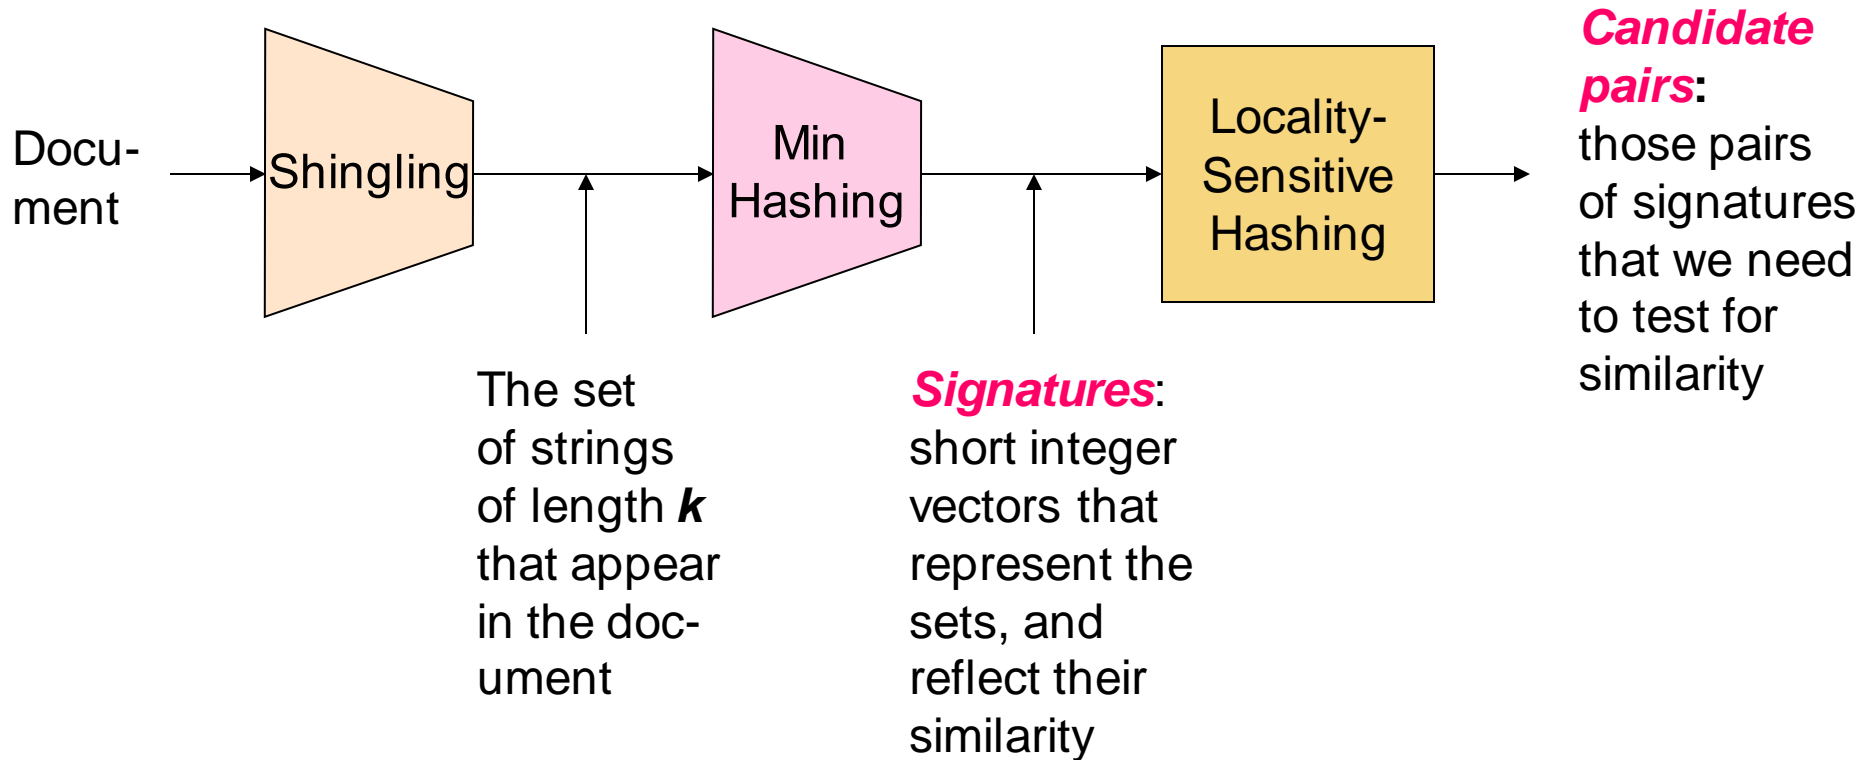 Docu-
ment
Shingling
Min
Hashing
Locality-
Sensitive
Hashing
Candidate
pairs:
those pairs
of signatures
that we need
to test for
similarity
The set
of strings
of length k
that appear
in the doc-
ument
Signatures:
short integer
vectors that
represent the
sets, and
reflect their
similarity